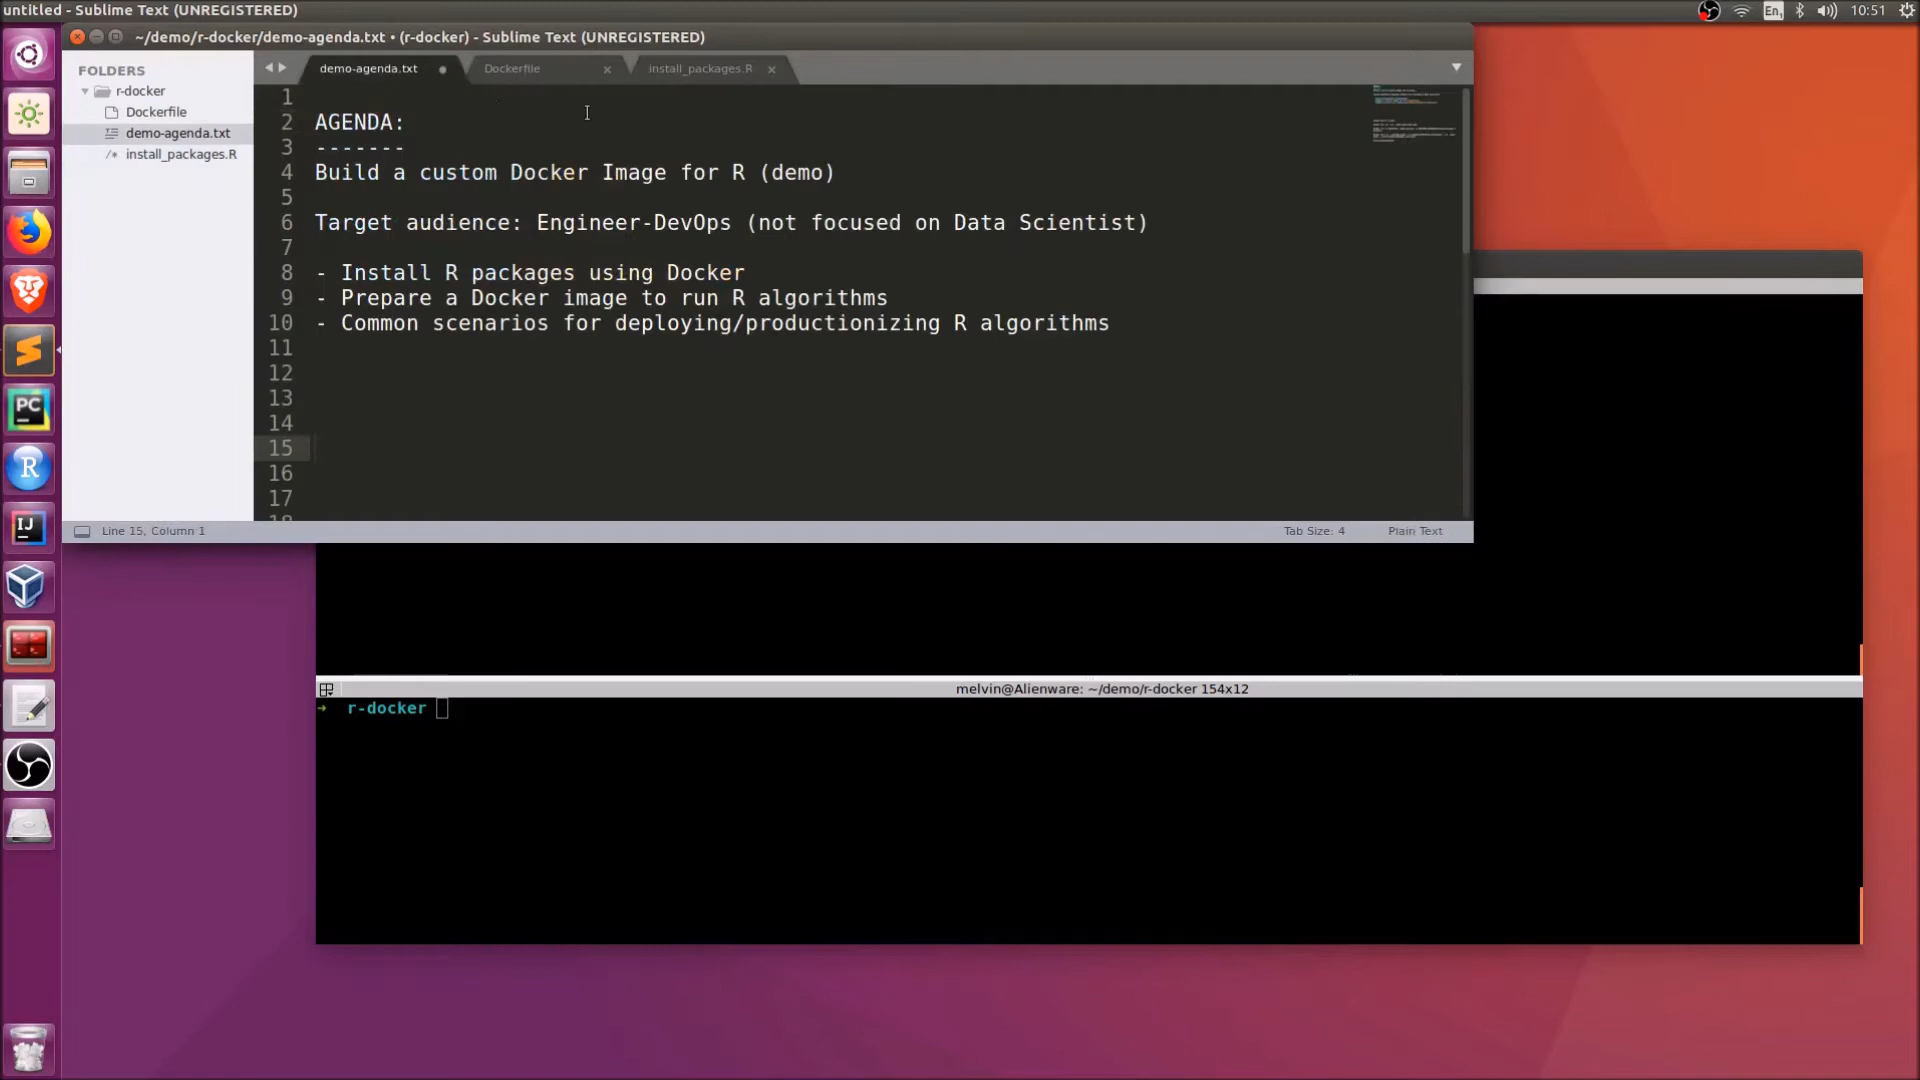 untitled - Sublime Text (UNREGISTERED)
En1
10:51
~/demo/r-docker/demo-agenda.txt • (r-docker) - Sublime Text (UNREGISTERED)
FOLDERS
r-docker
Dockerfile
demo-agenda.txt
install_packages.R
demo-agenda.txt
Dockerfile
install_packages.R
1
2 AGENDA:
3 -------
4 Build a custom Docker Image for R (demo)
5
6 Target audience: Engineer-DevOps (not focused on Data Scientist)
7
8 - Install R packages using Docker
9 - Prepare a Docker image to run R algorithms
10 - Common scenarios for deploying/productionizing R algorithms
11
12
13
14
15
16
17
18
Line 15, Column 1
Tab Size: 4
Plain Text
PC
R
IJ
melvin@Alienware: ~/demo/r-docker 154x12
→ r-docker